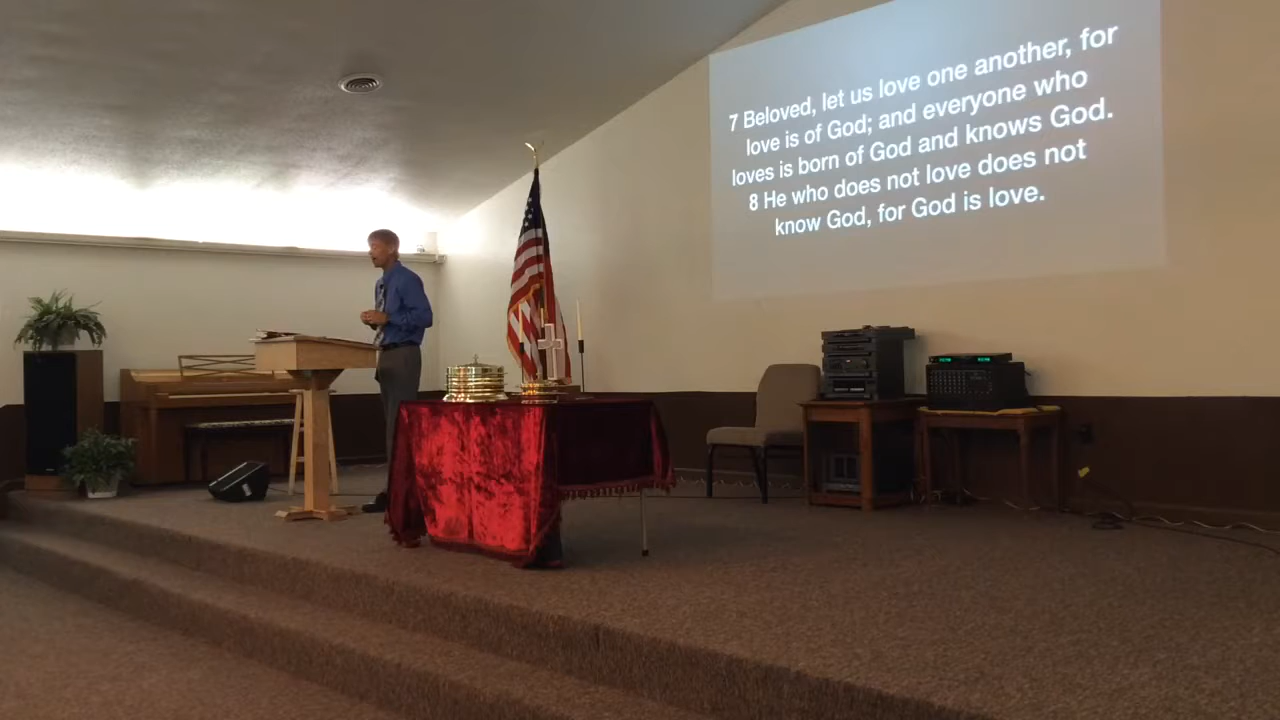 7 Beloved, let us love one another, for
love is of God; and everyone who
loves is born of God and knows God.
8 He who does not love does not
know God, for God is love.